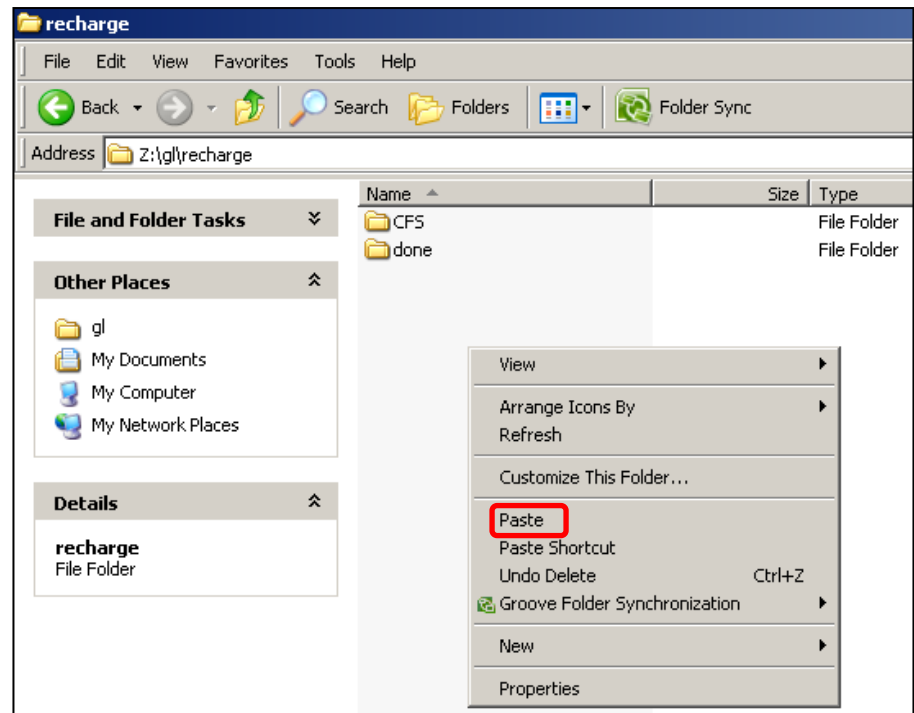 recharge
File Edit View Favorites Tools Help
Back Search Folders Folder Sync
Address Z:\gl\recharge
Name Size Type
File and Folder Tasks
CFS File Folder
done File Folder
Other Places
gl
My Documents
My Computer
My Network Places
Details
recharge
File Folder
View
Arrange Icons By
Refresh
Customize This Folder...
Paste
Paste Shortcut
Undo Delete Ctrl+Z
Groove Folder Synchronization
New
Properties